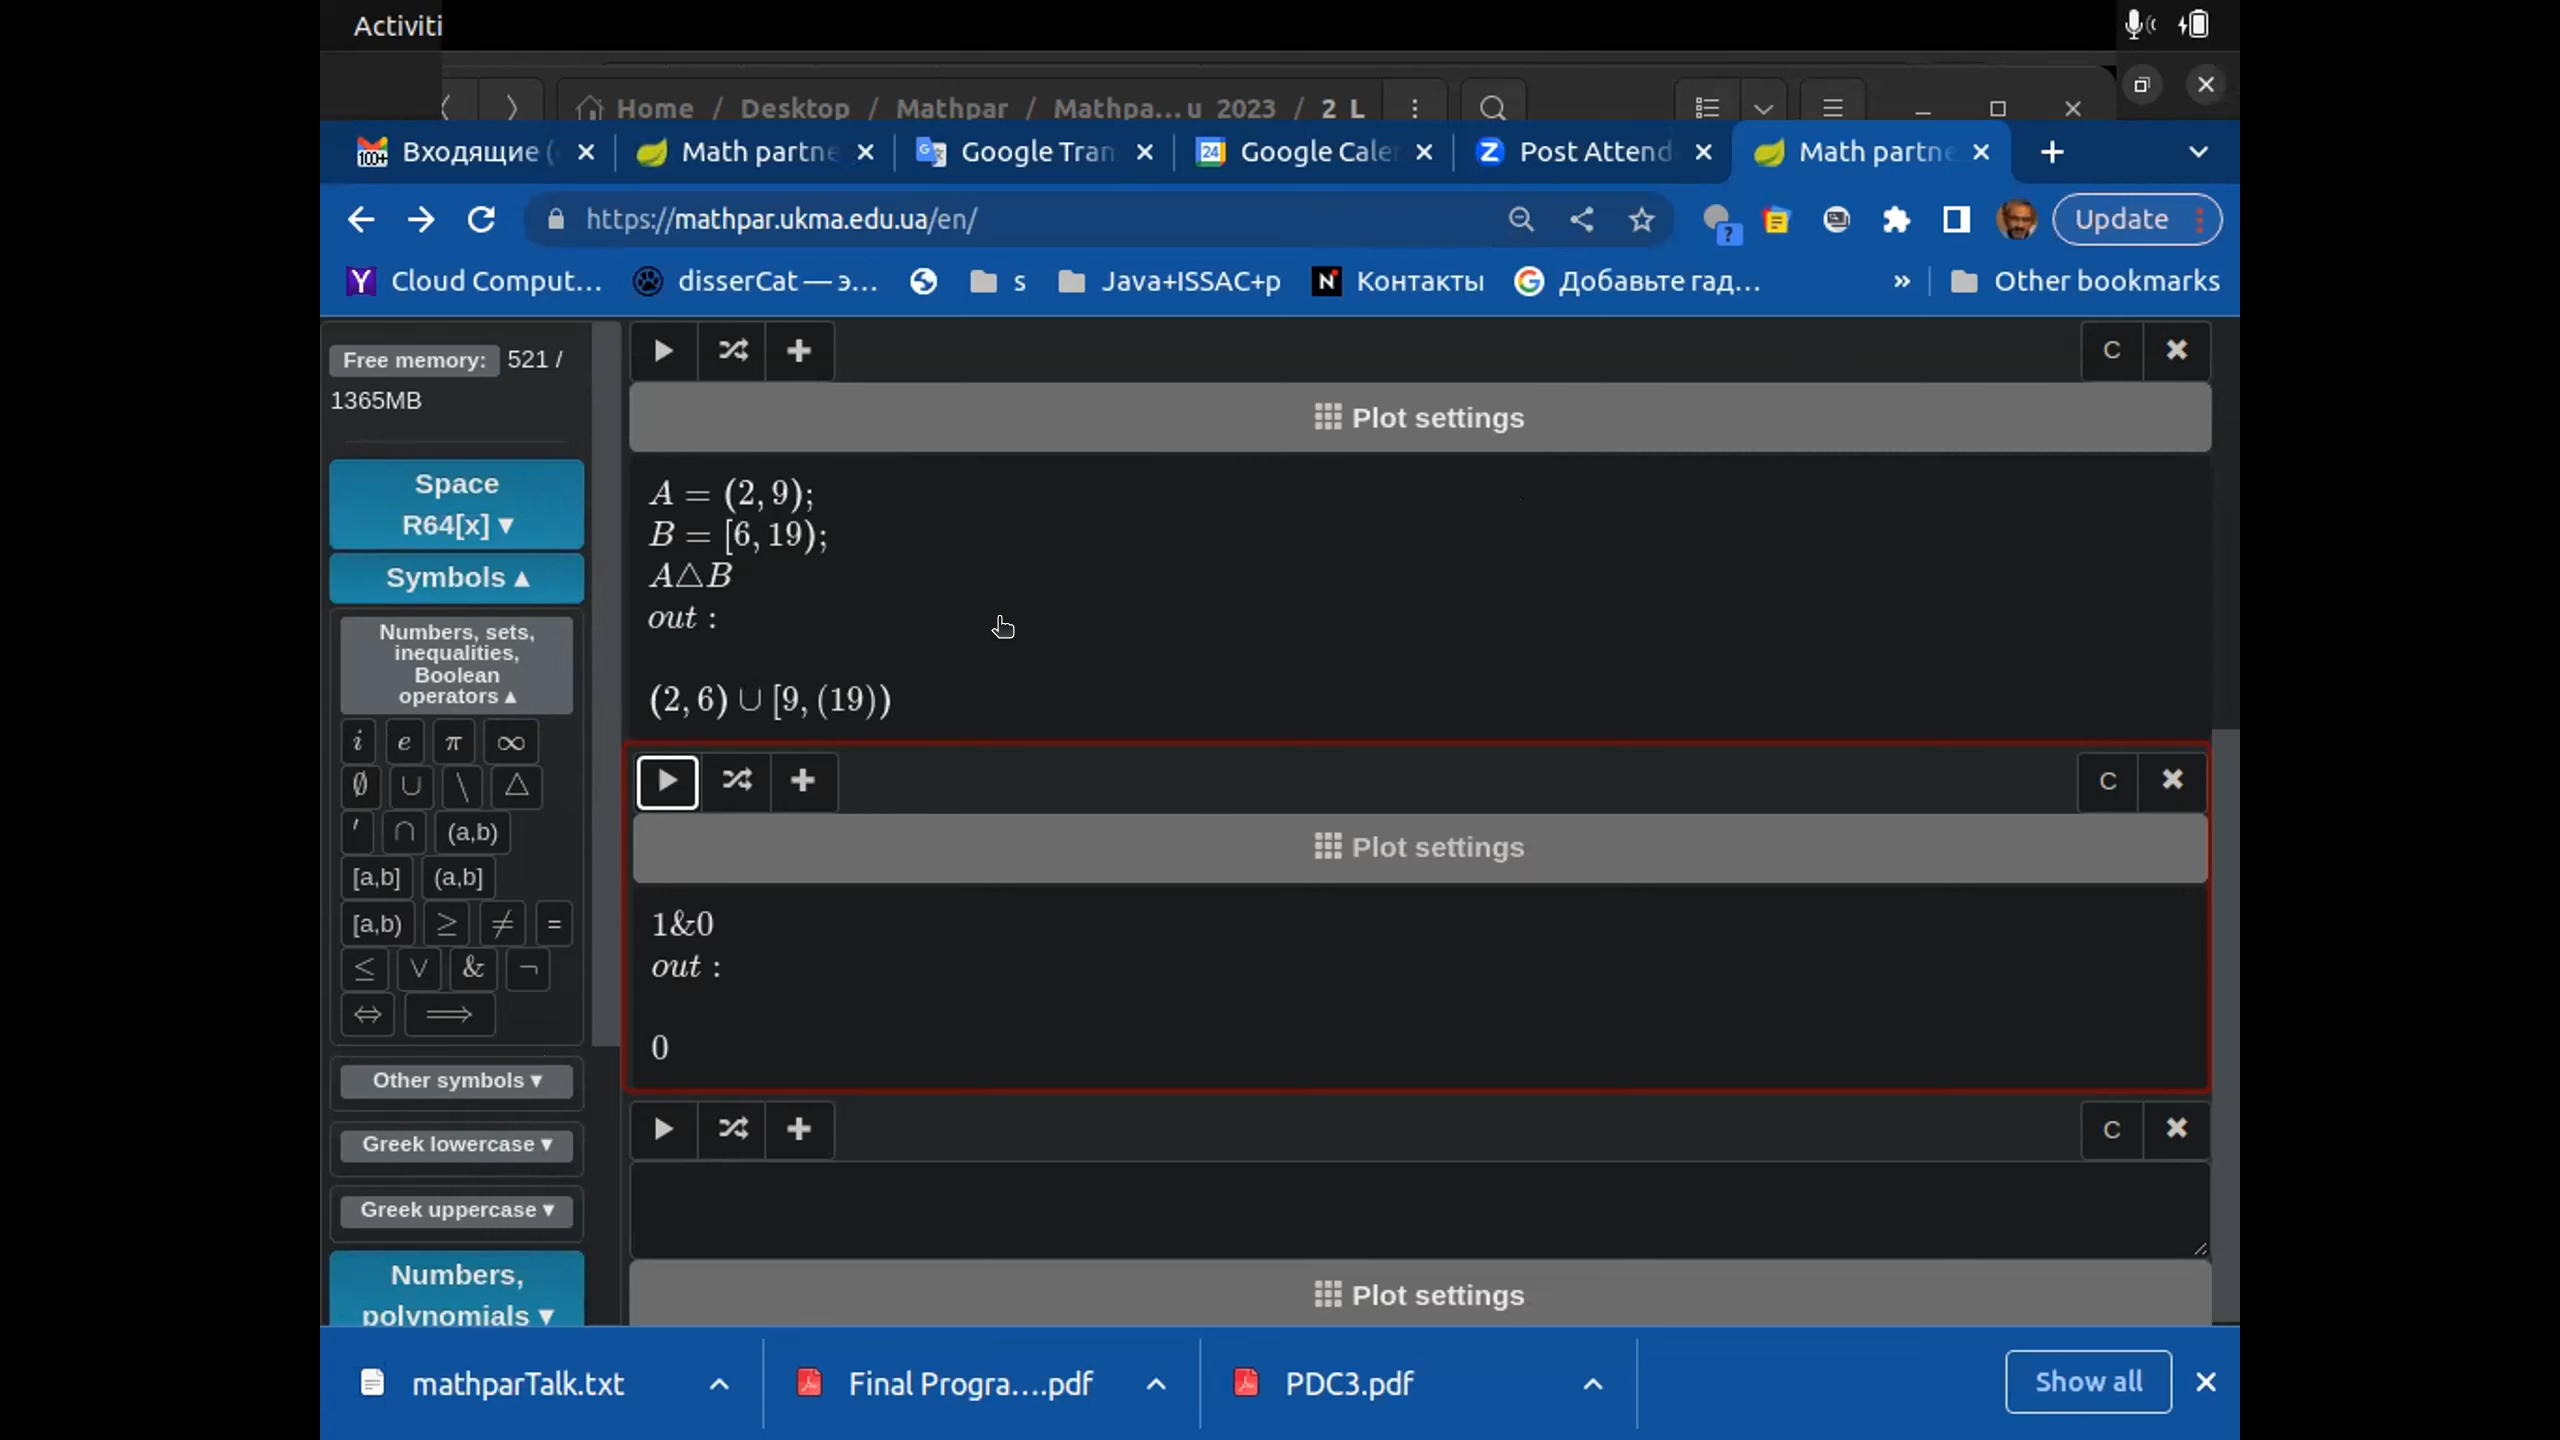 Activiti
Home / Desktop / Mathpar / Mathpa...u 2023 / 2 L
Входящие ( Math partne Google Tran Google Cale Post Attend Math partne
https://mathpar.ukma.edu.ua/en/ Update
Cloud Comput... disserCat — э... s Java+ISSAC+p Контакты Добавьте гад... » Other bookmarks
Free memory: 521 /
1365MB
C
Plot settings
Space
R64[x] ▾
Symbols ▴
Numbers, sets,
inequalities,
Boolean
operators ▴
i e π ∞
∅ ∪ \ △
′ ∩ (a,b)
[a,b] (a,b]
[a,b) ≥ ≠ =
≤ ∨ & ¬
⇔ ⟹
Other symbols ▾
Greek lowercase ▾
Greek uppercase ▾
Numbers,
polynomials ▾
A = (2, 9);
B = [6, 19);
A△B
out :
(2, 6) ∪ [9, (19))
C
Plot settings
1&0
out :
0
C
Plot settings
mathparTalk.txt Final Progra....pdf PDC3.pdf Show all